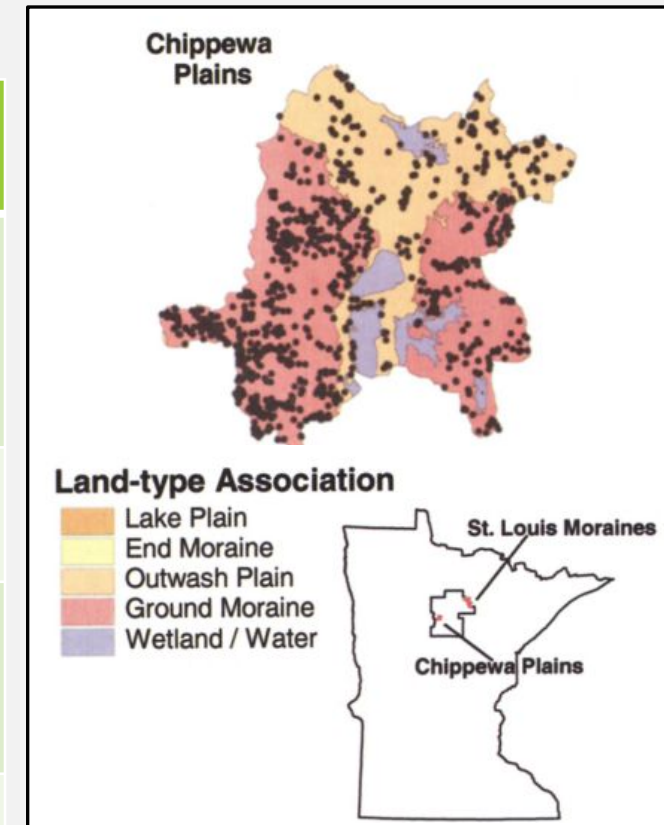 Chippewa
Plains
Land-type Association
Lake Plain
End Moraine
Outwash Plain
Ground Moraine
Wetland / Water
St. Louis Moraines
Chippewa Plains